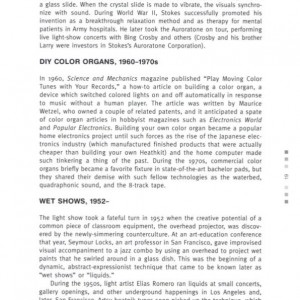 a glass slide. When the crystal slide is made to vibrate, the visuals synchro-
nize with sound. During World War II, Stokes successfully promoted his
invention as a breakthrough relaxation method and as therapy for mental
patients in Army hospitals. He later took the Auroratone on tour, performing
live light-show concerts with Bing Crosby and others (Crosby and his brother
Larry were investors in Stokes's Auroratone Corporation).
DIY COLOR ORGANS, 1960–1970s
In 1960, Science and Mechanics magazine published "Play Moving Color
Tunes with Your Records," a how-to article on building a color organ, a
device which switched colored lights on and off automatically in response
to music without a human player. The article was written by Maurice
Wetzel, who owned a couple of related patents, and it anticipated a spate
of color organ articles in hobbyist magazines such as Electronics World
and Popular Electronics. Building your own color organ became a popular
home electronics project until such forces as the rise of the Japanese elec-
tronics industry (which manufactured finished products that were actually
cheaper than building your own HeathKit) and the home computer made
such tinkering a thing of the past. During the 1970s, commercial color
organs briefly became a favorite fixture in state-of-the-art bachelor pads, but
they shared their demise with such fellow technologies as the waterbed,
quadraphonic sound, and the 8-track tape.
WET SHOWS, 1952–
The light show took a fateful turn in 1952 when the creative potential of a
common piece of classroom equipment, the overhead projector, was discov-
ered by the newly-simmering counterculture. At an art-education conference
that year, Seymour Locks, an art professor in San Francisco, gave improvised
visual accompaniment to a jazz combo by using an overhead to project wet
paints that he swirled around in a glass dish. This was the beginning of a
dynamic, abstract-expressionist technique that came to be known later as
"wet shows" or "liquids."
During the 1950s, light artist Elias Romero ran liquids at small concerts,
gallery openings, and other underground happenings in Los Angeles and,